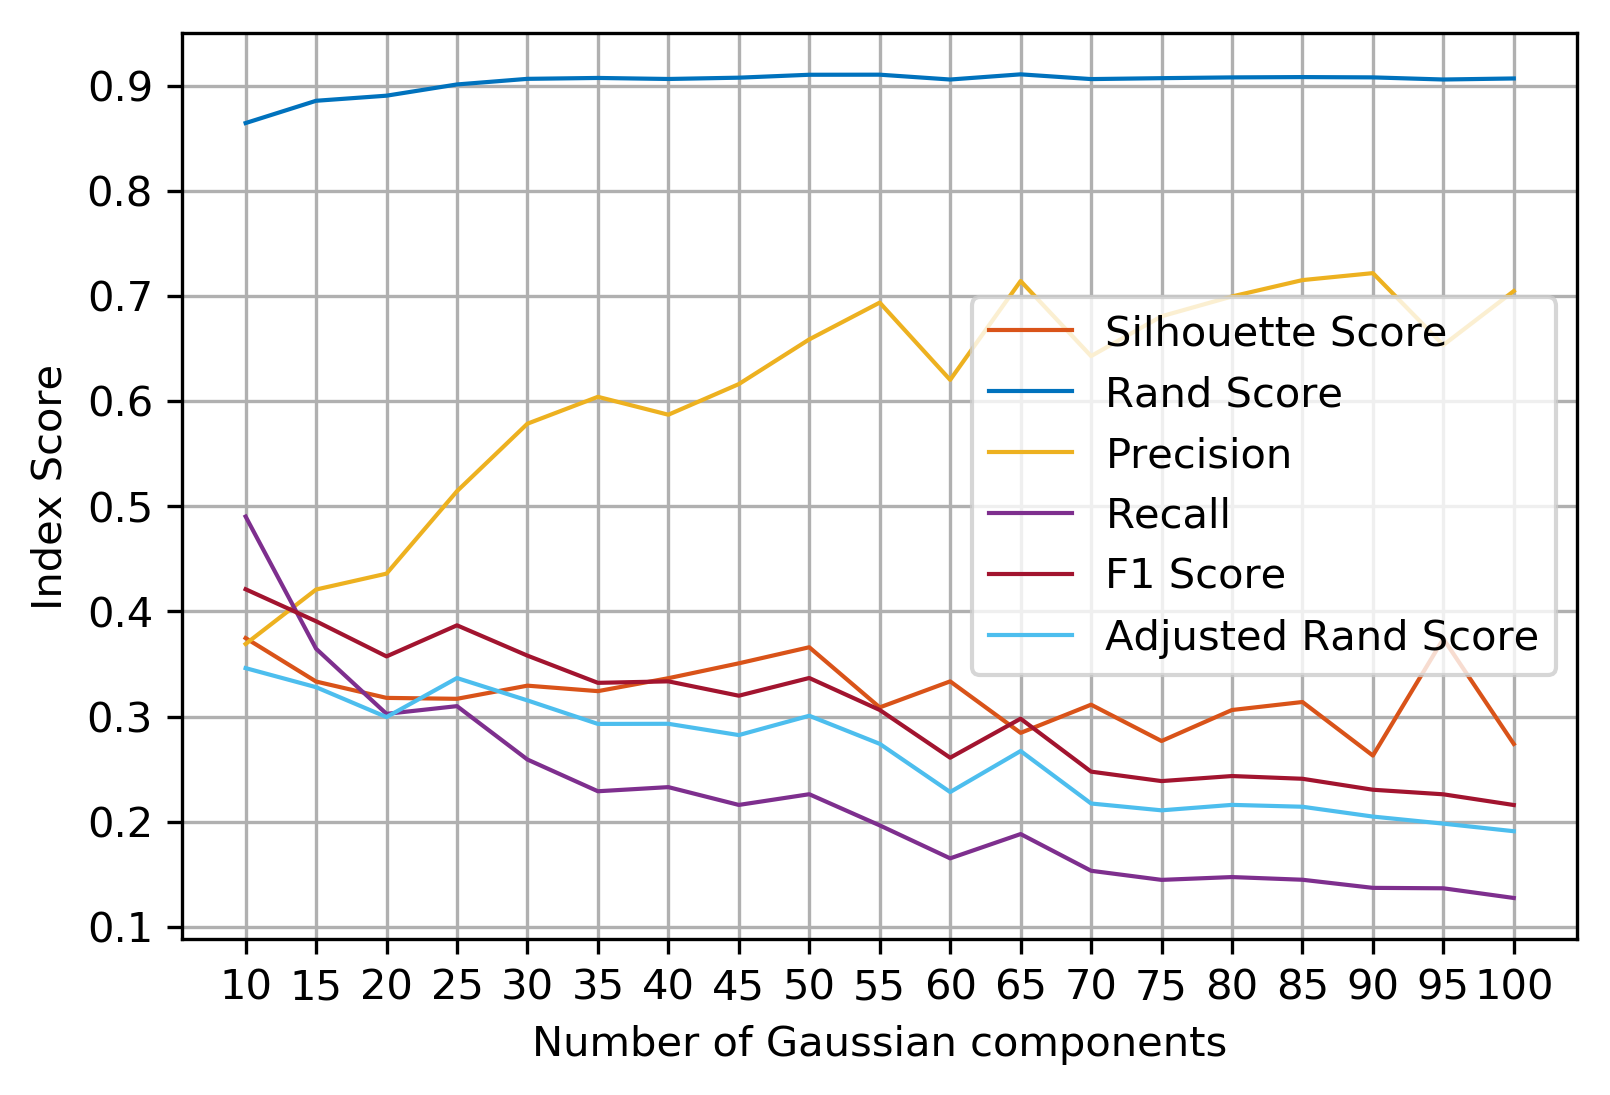 0.9
0.8
0.7
0.6
0.5
0.4
0.3
0.2
0.1
Index Score
Silhouette Score
Rand Score
Precision
Recall
F1 Score
Adjusted Rand Score
10 15 20 25 30 35 40 45 50 55 60 65 70 75 80 85 90 95 100
Number of Gaussian components